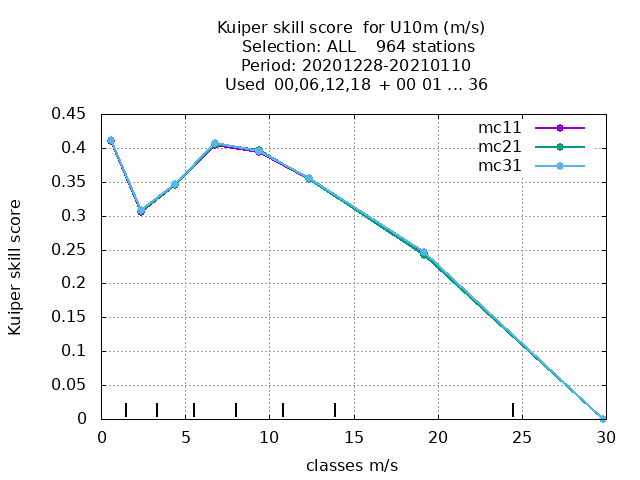 Kuiper skill score  for U10m (m/s)
Selection: ALL    964 stations
Period: 20201228-20210110
Used  00,06,12,18  + 00 01 ... 36
mc11
mc21
mc31
Kuiper skill score
0.45
0.4
0.35
0.3
0.25
0.2
0.15
0.1
0.05
0
0 5 10 15 20 25 30
classes m/s